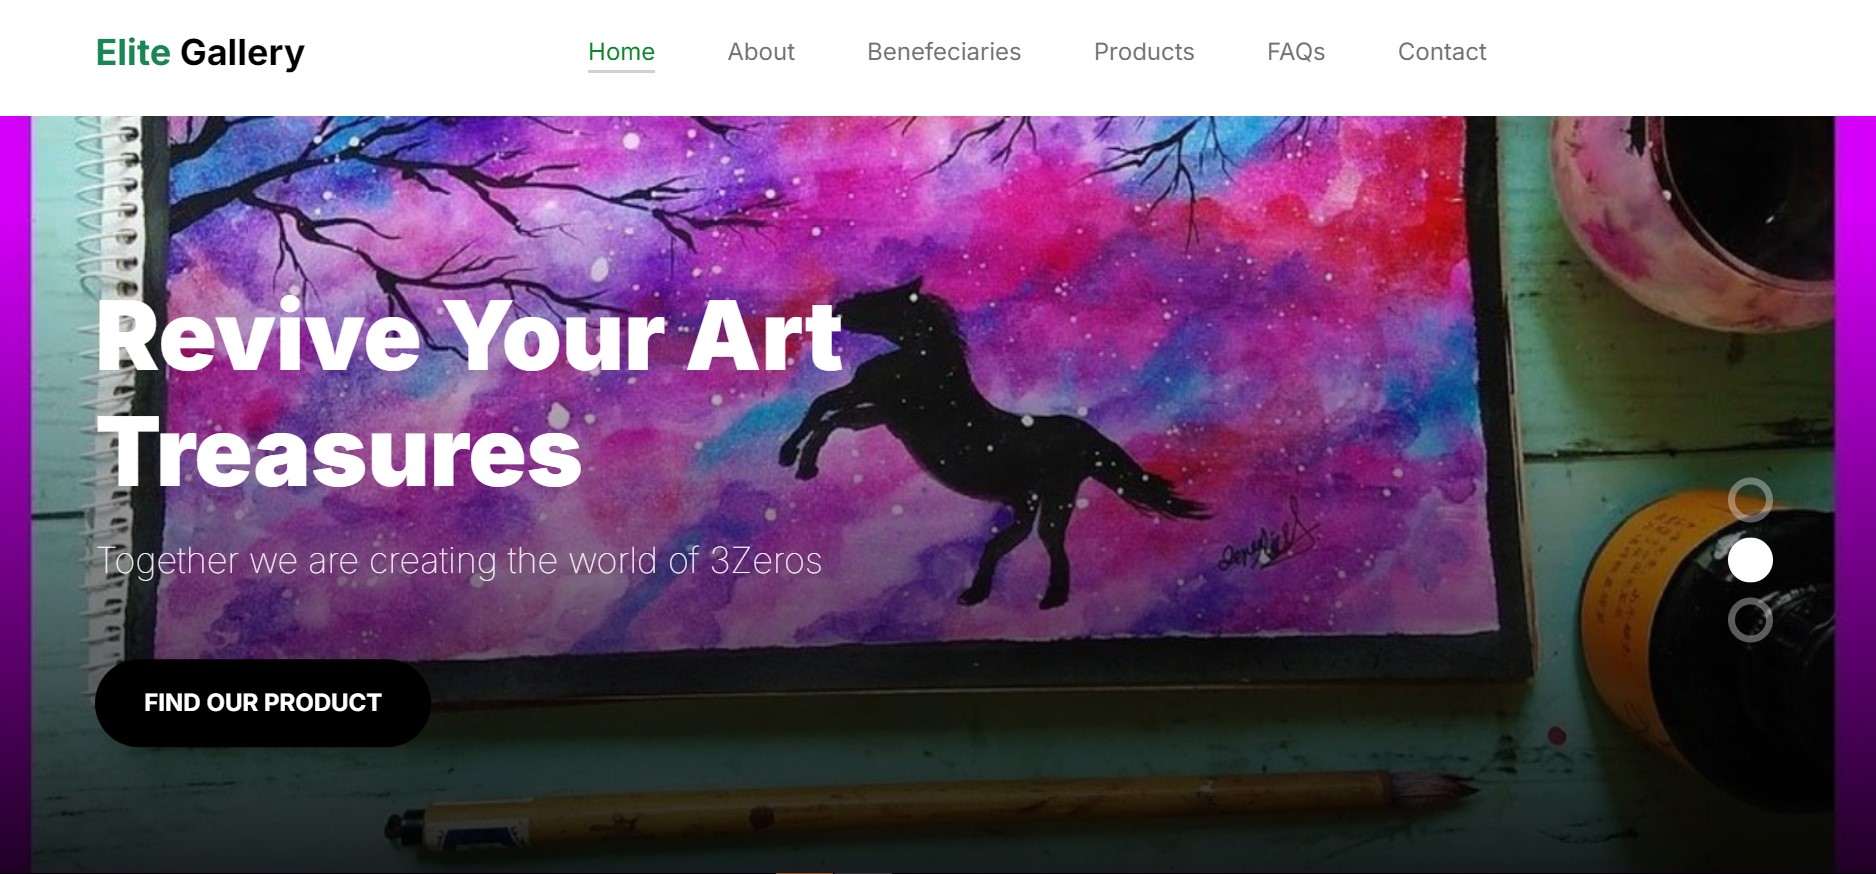 Elite Gallery
Home
About
Benefeciaries
Products
FAQs
Contact
Revive Your Art
Treasures
Together we are creating the world of 3Zeros
FIND OUR PRODUCT